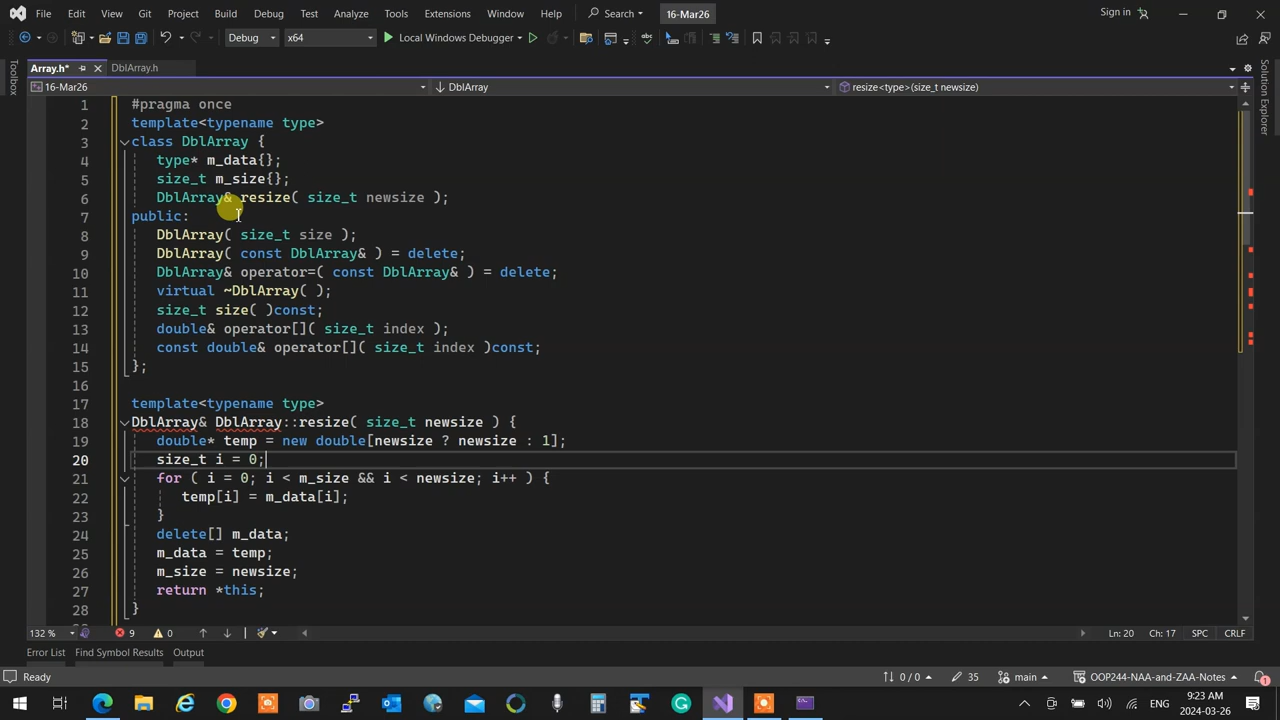 File Edit View Git Project Build Debug Test Analyze Tools Extensions Window Help Search 16-Mar26 Sign in
Debug x64 Local Windows Debugger
Array.h* DblArray.h
16-Mar26 DblArray resize<type>(size_t newsize)
Toolbox
Solution Explorer
1 #pragma once
2 template<typename type>
3 class DblArray {
4 type* m_data{};
5 size_t m_size{};
6 DblArray& resize( size_t newsize );
7 public:
8 DblArray( size_t size );
9 DblArray( const DblArray& ) = delete;
10 DblArray& operator=( const DblArray& ) = delete;
11 virtual ~DblArray( );
12 size_t size( )const;
13 double& operator[]( size_t index );
14 const double& operator[]( size_t index )const;
15 };
16
17 template<typename type>
18 DblArray& DblArray::resize( size_t newsize ) {
19 double* temp = new double[newsize ? newsize : 1];
20 size_t i = 0;
21 for ( i = 0; i < m_size && i < newsize; i++ ) {
22 temp[i] = m_data[i];
23 }
24 delete[] m_data;
25 m_data = temp;
26 m_size = newsize;
27 return *this;
28 }
132 % 9 0 Ln: 20 Ch: 17 SPC CRLF
Error List Find Symbol Results Output
Ready 0 / 0 35 main OOP244-NAA-and-ZAA-Notes 1
ENG 9:23 AM
2024-03-26